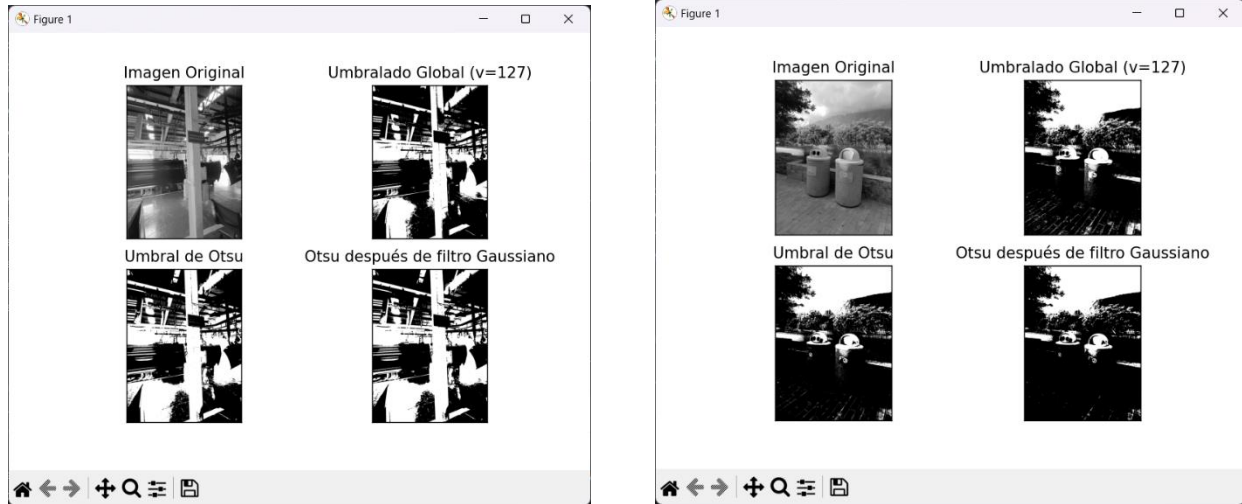 Figure 1
Imagen Original
Umbralado Global (v=127)
Umbral de Otsu
Otsu después de filtro Gaussiano
Figure 1
Imagen Original
Umbralado Global (v=127)
Umbral de Otsu
Otsu después de filtro Gaussiano